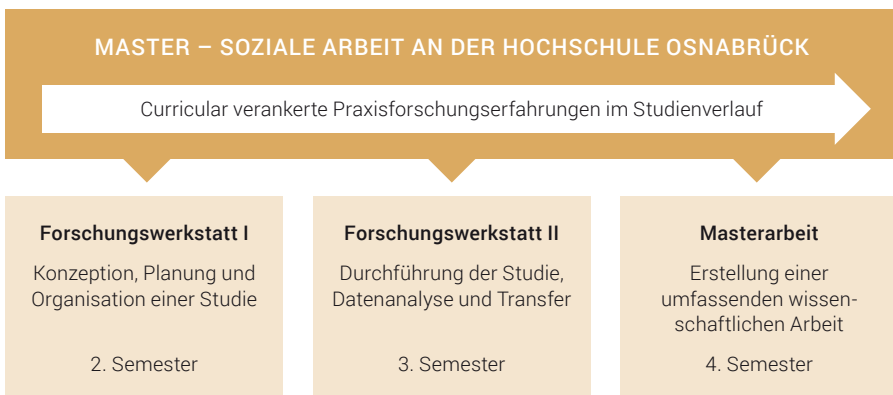 MASTER – SOZIALE ARBEIT AN DER HOCHSCHULE OSNABRÜCK
Curricular verankerte Praxisforschungserfahrungen im Studienverlauf
Forschungswerkstatt I
Konzeption, Planung und
Organisation einer Studie
2. Semester
Forschungswerkstatt II
Durchführung der Studie,
Datenanalyse und Transfer
3. Semester
Masterarbeit
Erstellung einer
umfassenden wissen-
schaftlichen Arbeit
4. Semester